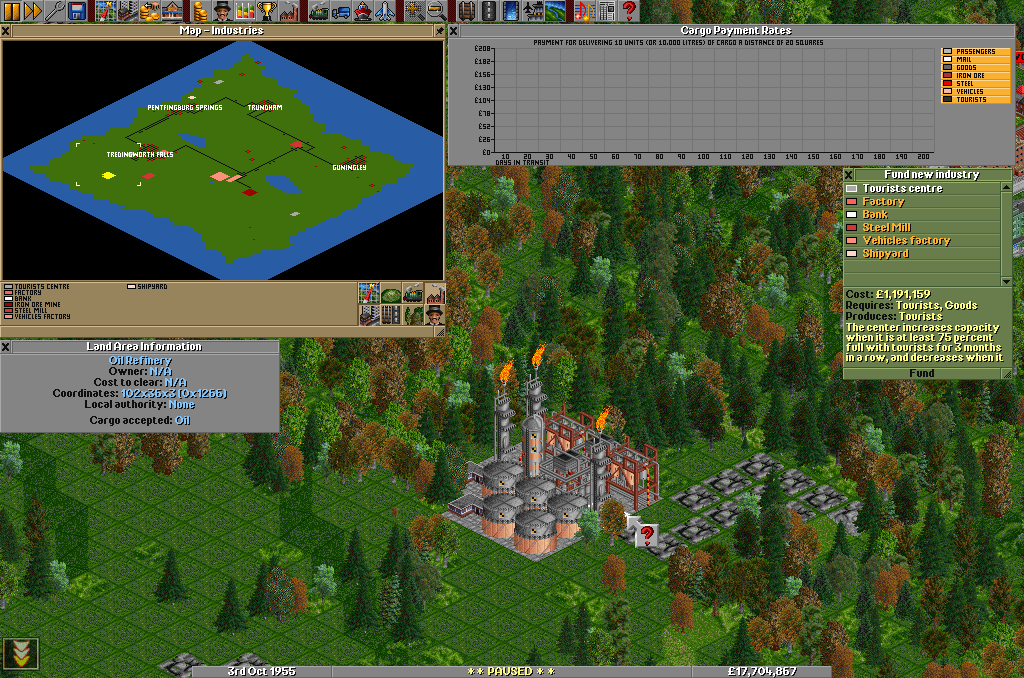 Map - Industries
PENTFINGBURG SPRINGS
TRUNDHAM
TREDINGWORTH FALLS
GUNINGLEY
TOURISTS CENTRE
FACTORY
BANK
IRON ORE MINE
STEEL MILL
VEHICLES FACTORY
SHIPYARD
Cargo Payment Rates
PAYMENT FOR DELIVERING 10 UNITS (OR 10,000 LITRES) OF CARGO A DISTANCE OF 20 SQUARES
£208
£182
£156
£130
£104
£78
£52
£26
£0
10 20 30 40 50 60 70 80 90 100 110 120 130 140 150 160 170 180 190 200
DAYS IN TRANSIT
PASSENGERS
MAIL
GOODS
IRON ORE
STEEL
VEHICLES
TOURISTS
Fund new industry
Tourists centre
Factory
Bank
Steel Mill
Vehicles factory
Shipyard
Cost: £1,191,159
Requires: Tourists, Goods
Produces: Tourists
The center increases capacity
when it is at least 75 percent
full with tourists for 3 months
in a row, and decreases when it
Fund
Land Area Information
Oil Refinery
Owner: N/A
Cost to clear: N/A
Coordinates: 102x36x3 (0x1266)
Local authority: None
Cargo accepted: Oil
3rd Oct 1955
* * PAUSED * *
£17,704,867